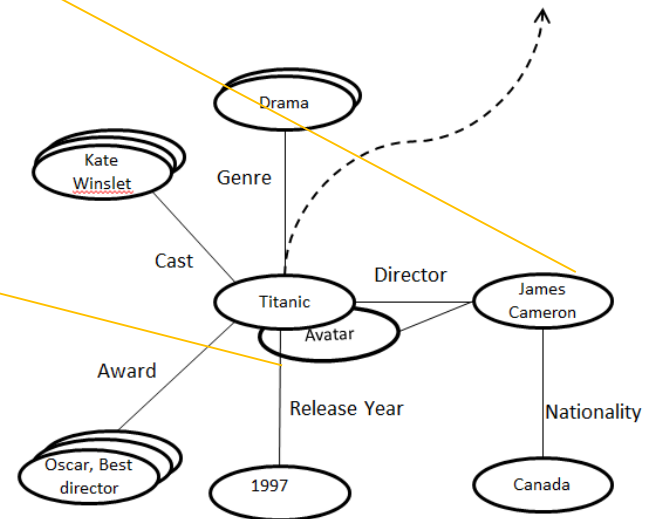 Drama
Kate
Winslet
Genre
Cast
Director
Titanic
James
Cameron
Avatar
Award
Release Year
Nationality
Oscar, Best
director
1997
Canada